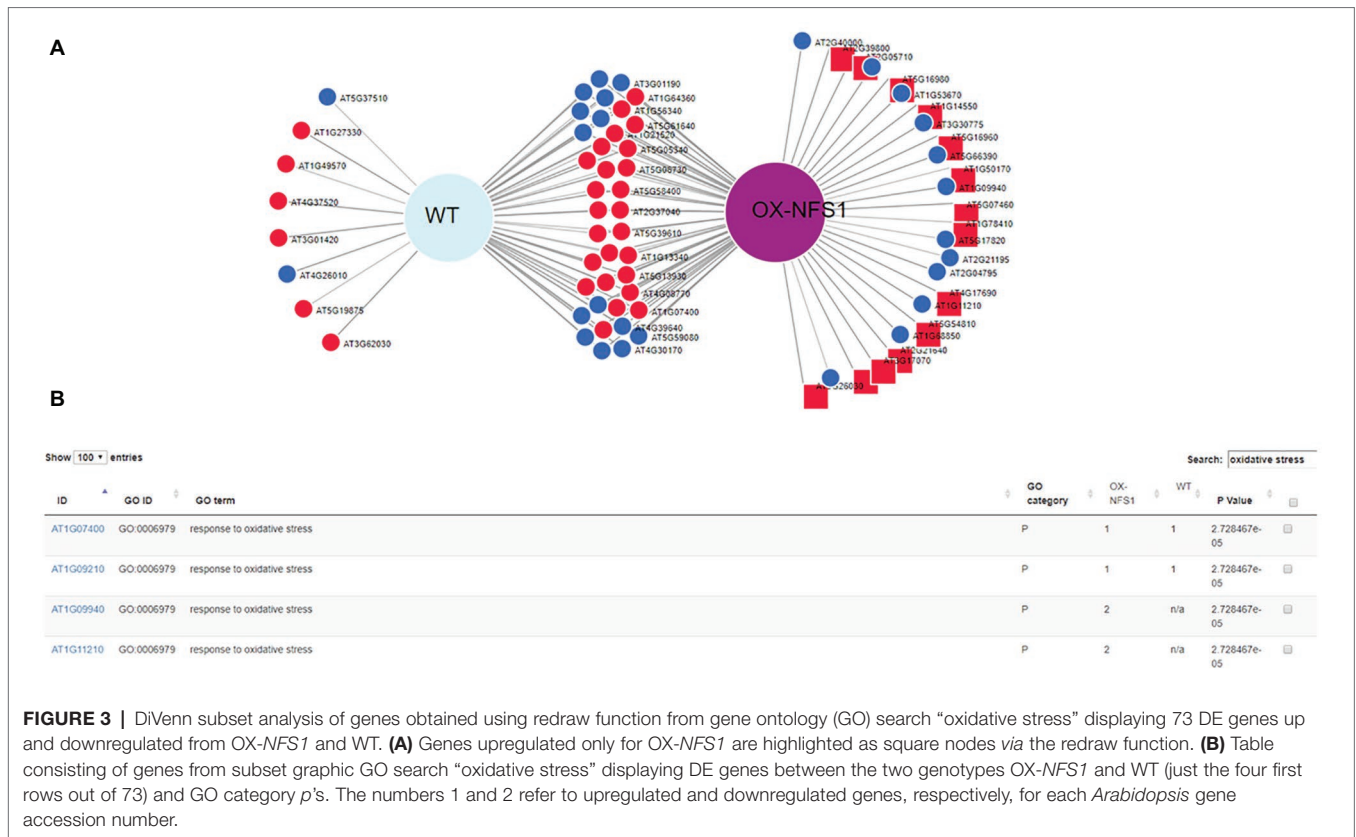 A
AT5G37510
AT1G27330
AT1G49570
AT4G37520
AT3G01420
AT4G26010
AT5G19875
AT3G62030
WT
AT3G01190
AT1G64360
AT1G56340
AT5G61640
AT1G21520
AT5G05340
AT5G06730
AT5G58400
AT2G37040
AT5G39610
AT1G13340
AT5G13930
AT4G08770
AT1G07400
AT4G39640
AT5G59080
AT4G30170
OX-NFS1
AT2G40000
AT2G39800
AT5G16980
AT1G53670
AT1G14550
AT3G30775
AT5G16960
AT5G66390
AT1G50170
AT1G09940
AT5G07460
AT1G78410
AT5G17820
AT2G21195
AT2G04795
AT4G17690
AT1G11210
AT5G54810
AT1G68850
AT2G21640
AT3G17070
B
Show 100 entries
Search: oxidative stress
ID GO ID GO term GO category OX-NFS1 WT P Value
AT1G07400 GO:0006979 response to oxidative stress P 1 1 2.728467e-05
AT1G09210 GO:0006979 response to oxidative stress P 1 1 2.728467e-05
AT1G09940 GO:0006979 response to oxidative stress P 2 n/a 2.728467e-05
AT1G11210 GO:0006979 response to oxidative stress P 2 n/a 2.728467e-05
FIGURE 3 | DiVenn subset analysis of genes obtained using redraw function from gene ontology (GO) search “oxidative stress” displaying 73 DE genes up
and downregulated from OX-NFS1 and WT. (A) Genes upregulated only for OX-NFS1 are highlighted as square nodes via the redraw function. (B) Table
consisting of genes from subset graphic GO search “oxidative stress” displaying DE genes between the two genotypes OX-NFS1 and WT (just the four first
rows out of 73) and GO category p’s. The numbers 1 and 2 refer to upregulated and downregulated genes, respectively, for each Arabidopsis gene
accession number.